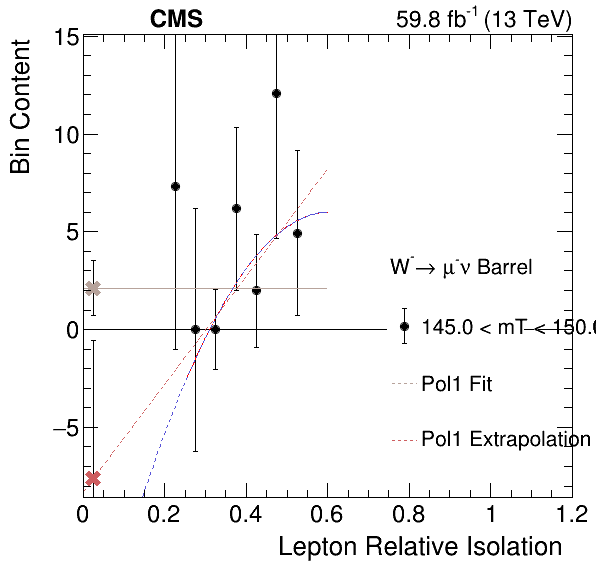 CMS 59.8 fb⁻¹ (13 TeV)
Bin Content
15
10
5
0
−5
W⁻→ μ⁻ν Barrel
145.0 < mT < 150.0
Pol1 Fit
Pol1 Extrapolation
0 0.2 0.4 0.6 0.8 1 1.2
Lepton Relative Isolation